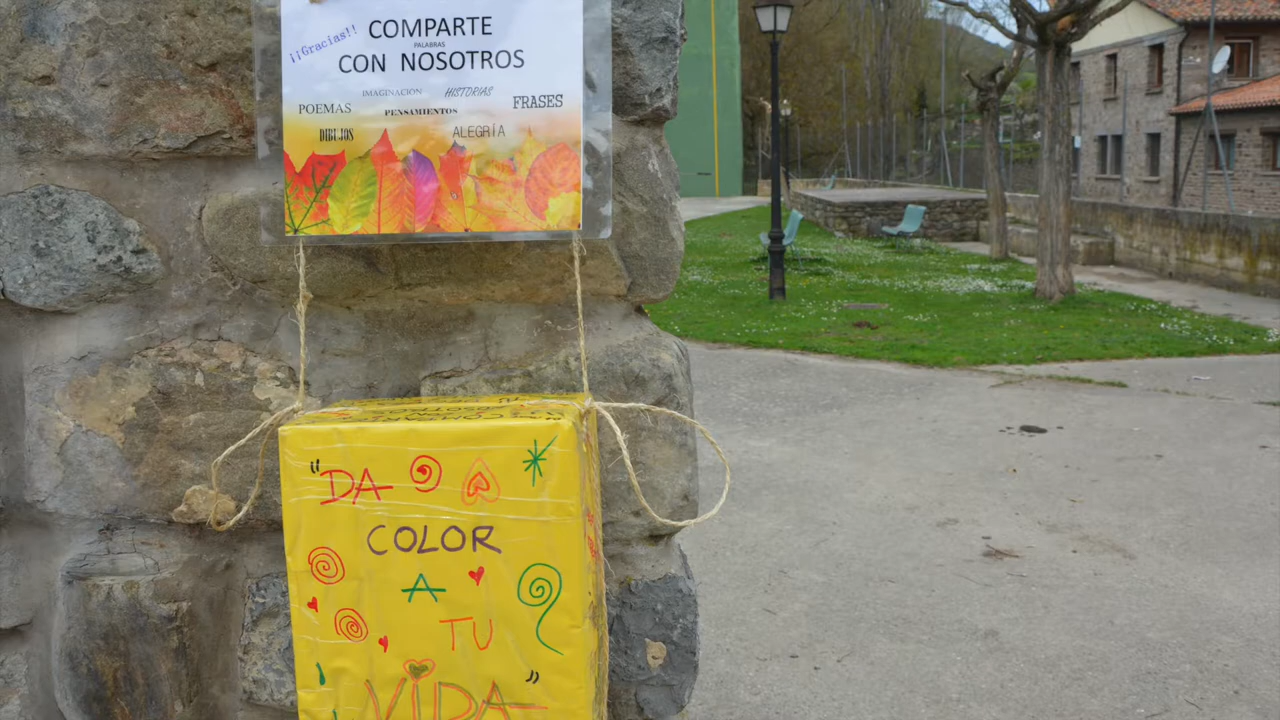 ¡¡Gracias!!
COMPARTE
PALABRAS
CON NOSOTROS
IMAGINACION HISTORIAS
POEMAS PENSAMIENTOS FRASES
DIBUJOS ALEGRÍA
"DA
COLOR
A
TU
VIDA"